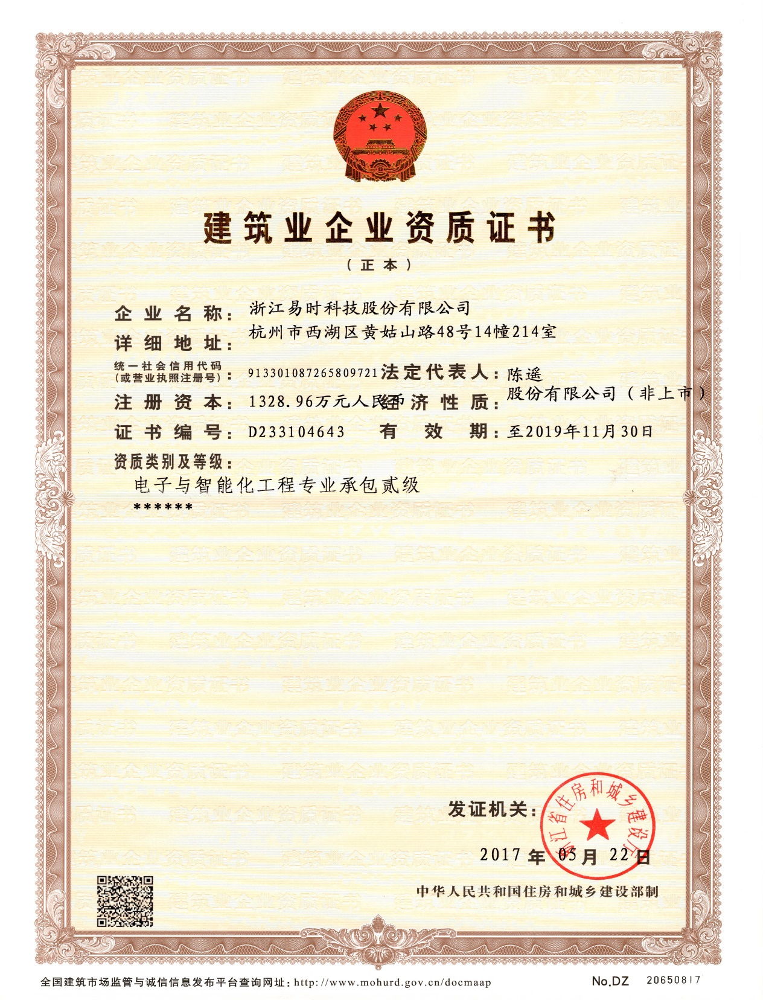 建筑业企业资质证书
（正本）
企业名称：浙江易时科技股份有限公司
详细地址：杭州市西湖区黄姑山路48号14幢214室
统一社会信用代码
(或营业执照注册号)：913301087265809721 法定代表人：陈遥
注册资本：1328.96万元人民币 经济性质：股份有限公司（非上市）
证书编号：D233104643 有效期：至2019年11月30日
资质类别及等级：
电子与智能化工程专业承包贰级
******
发证机关：
浙江省住房和城乡建设厅
2017 年 05 月 22 日
中华人民共和国住房和城乡建设部制
全国建筑市场监管与诚信信息发布平台查询网址：http://www.mohurd.gov.cn/docmaap
No.DZ 20650817